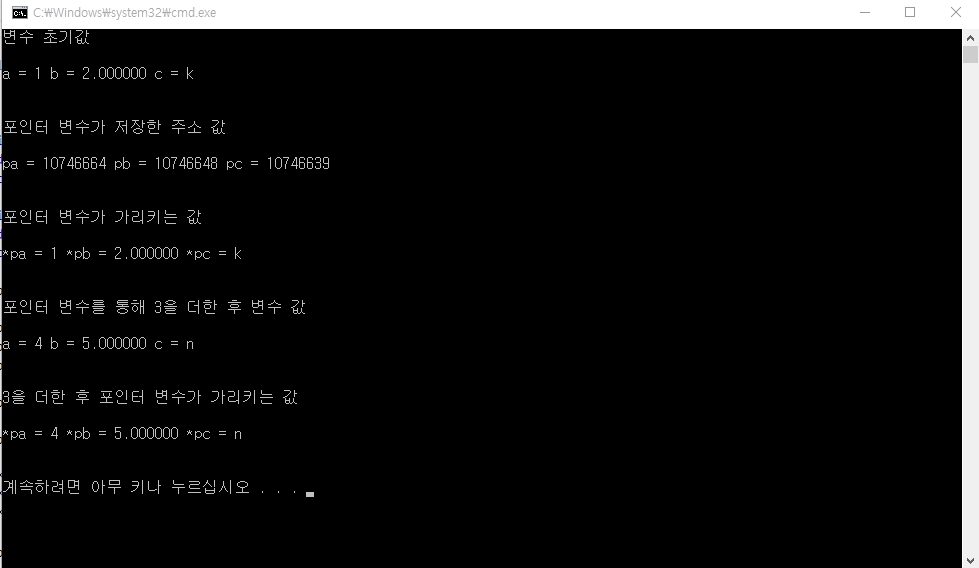 C:₩Windows₩system32₩cmd.exe
변수 초기값
a = 1 b = 2.000000 c = k
포인터 변수가 저장한 주소 값
pa = 10746664 pb = 10746648 pc = 10746639
포인터 변수가 가리키는 값
*pa = 1 *pb = 2.000000 *pc = k
포인터 변수를 통해 3을 더한 후 변수 값
a = 4 b = 5.000000 c = n
3을 더한 후 포인터 변수가 가리키는 값
*pa = 4 *pb = 5.000000 *pc = n
계속하려면 아무 키나 누르십시오 . . .